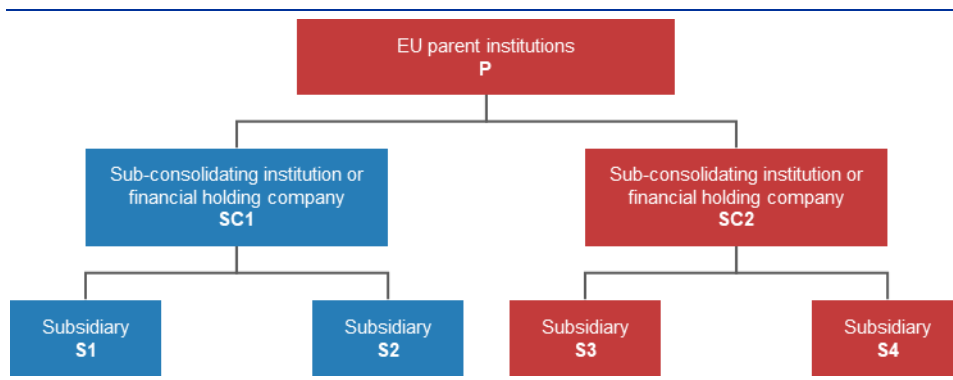 EU parent institutions
P
Sub-consolidating institution or
financial holding company
SC1
Sub-consolidating institution or
financial holding company
SC2
Subsidiary
S1
Subsidiary
S2
Subsidiary
S3
Subsidiary
S4